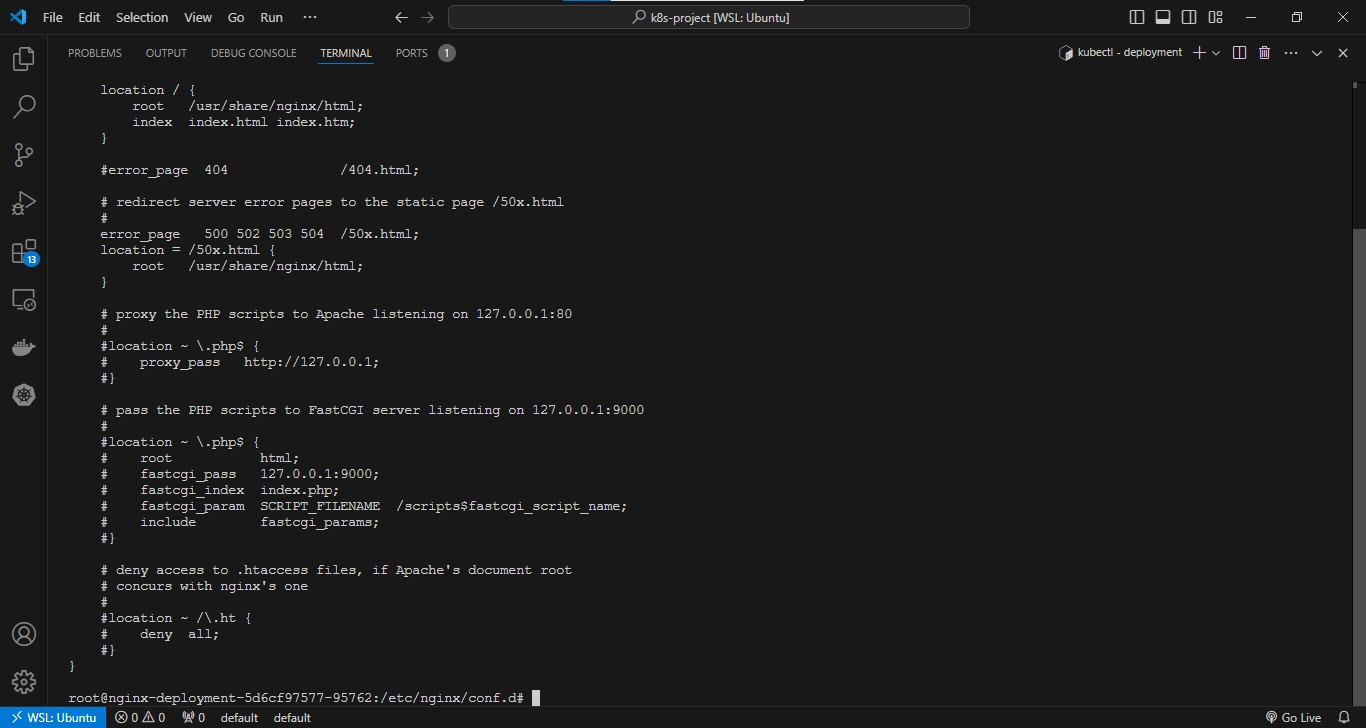 File Edit Selection View Go Run ··· k8s-project [WSL: Ubuntu]
PROBLEMS OUTPUT DEBUG CONSOLE TERMINAL PORTS 1 kubectl - deployment
location / {
root /usr/share/nginx/html;
index index.html index.htm;
}
#error_page 404 /404.html;
# redirect server error pages to the static page /50x.html
#
error_page 500 502 503 504 /50x.html;
location = /50x.html {
root /usr/share/nginx/html;
}
# proxy the PHP scripts to Apache listening on 127.0.0.1:80
#
#location ~ \.php$ {
# proxy_pass http://127.0.0.1;
#}
# pass the PHP scripts to FastCGI server listening on 127.0.0.1:9000
#
#location ~ \.php$ {
# root html;
# fastcgi_pass 127.0.0.1:9000;
# fastcgi_index index.php;
# fastcgi_param SCRIPT_FILENAME /scripts$fastcgi_script_name;
# include fastcgi_params;
#}
# deny access to .htaccess files, if Apache's document root
# concurs with nginx's one
#
#location ~ /\.ht {
# deny all;
#}
}
root@nginx-deployment-5d6cf97577-95762:/etc/nginx/conf.d#
13
WSL: Ubuntu 0 0 0 default default Go Live